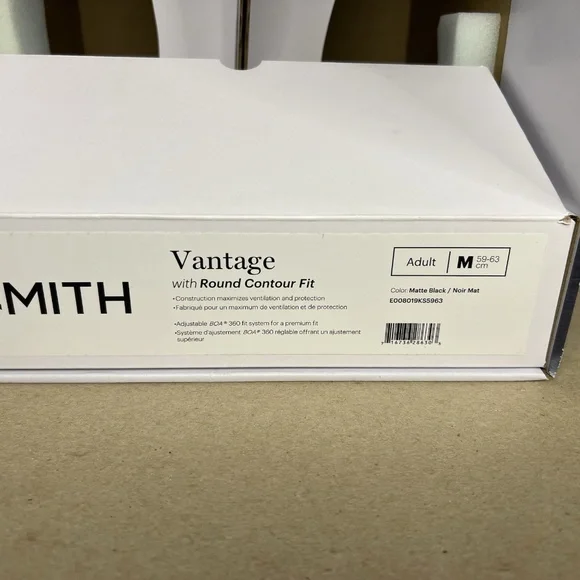 Vantage
with Round Contour Fit
•Construction maximizes ventilation and protection
•Fabriqué pour un maximum de ventilation et de protection
•Adjustable BOA® 360 fit system for a premium fit
•Système d'ajustement BOA® 360 réglable offrant un ajustement
supérieur
MITH
Adult M 59-63
cm
Color: Matte Black / Noir Mat
E008019KS5963